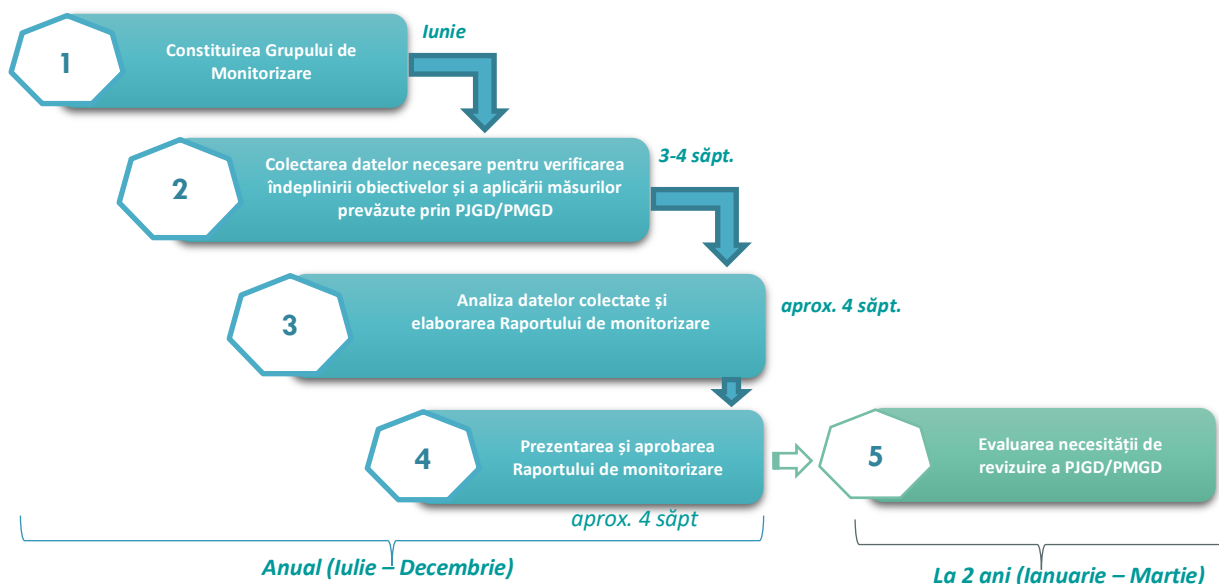 1
Constituirea Grupului de
Monitorizare
Iunie
2
Colectarea datelor necesare pentru verificarea
îndeplinirii obiectivelor și a aplicării măsurilor
prevăzute prin PJGD/PMGD
3-4 săpt.
3
Analiza datelor colectate și
elaborarea Raportului de monitorizare
aprox. 4 săpt.
4
Prezentarea și aprobarea
Raportului de monitorizare
aprox. 4 săpt
5
Evaluarea necesității de
revizuire a PJGD/PMGD
Anual (Iulie – Decembrie)
La 2 ani (Ianuarie – Martie)